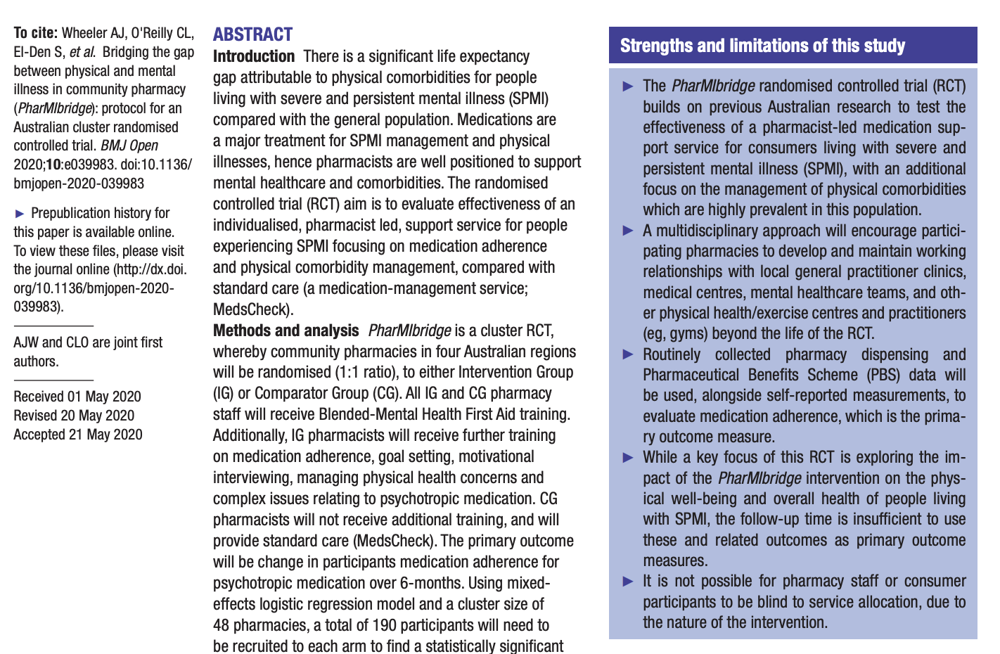 To cite: Wheeler AJ, O'Reilly CL,
El-Den S, et al. Bridging the gap
between physical and mental
illness in community pharmacy
(PharMIbridge): protocol for an
Australian cluster randomised
controlled trial. BMJ Open
2020;10:e039983. doi:10.1136/
bmjopen-2020-039983
► Prepublication history for
this paper is available online.
To view these files, please visit
the journal online (http://dx.doi.
org/10.1136/bmjopen-2020-
039983).
AJW and CLO are joint first
authors.
Received 01 May 2020
Revised 20 May 2020
Accepted 21 May 2020
ABSTRACT
Introduction There is a significant life expectancy
gap attributable to physical comorbidities for people
living with severe and persistent mental illness (SPMI)
compared with the general population. Medications are
a major treatment for SPMI management and physical
illnesses, hence pharmacists are well positioned to support
mental healthcare and comorbidities. The randomised
controlled trial (RCT) aim is to evaluate effectiveness of an
individualised, pharmacist led, support service for people
experiencing SPMI focusing on medication adherence
and physical comorbidity management, compared with
standard care (a medication-management service;
MedsCheck).
Methods and analysis PharMIbridge is a cluster RCT,
whereby community pharmacies in four Australian regions
will be randomised (1:1 ratio), to either Intervention Group
(IG) or Comparator Group (CG). All IG and CG pharmacy
staff will receive Blended-Mental Health First Aid training.
Additionally, IG pharmacists will receive further training
on medication adherence, goal setting, motivational
interviewing, managing physical health concerns and
complex issues relating to psychotropic medication. CG
pharmacists will not receive additional training, and will
provide standard care (MedsCheck). The primary outcome
will be change in participants medication adherence for
psychotropic medication over 6-months. Using mixed-
effects logistic regression model and a cluster size of
48 pharmacies, a total of 190 participants will need to
be recruited to each arm to find a statistically significant
Strengths and limitations of this study
► The PharMIbridge randomised controlled trial (RCT)
builds on previous Australian research to test the
effectiveness of a pharmacist-led medication sup-
port service for consumers living with severe and
persistent mental illness (SPMI), with an additional
focus on the management of physical comorbidities
which are highly prevalent in this population.
► A multidisciplinary approach will encourage partici-
pating pharmacies to develop and maintain working
relationships with local general practitioner clinics,
medical centres, mental healthcare teams, and oth-
er physical health/exercise centres and practitioners
(eg, gyms) beyond the life of the RCT.
► Routinely collected pharmacy dispensing and
Pharmaceutical Benefits Scheme (PBS) data will
be used, alongside self-reported measurements, to
evaluate medication adherence, which is the prima-
ry outcome measure.
► While a key focus of this RCT is exploring the im-
pact of the PharMIbridge intervention on the phys-
ical well-being and overall health of people living
with SPMI, the follow-up time is insufficient to use
these and related outcomes as primary outcome
measures.
► It is not possible for pharmacy staff or consumer
participants to be blind to service allocation, due to
the nature of the intervention.